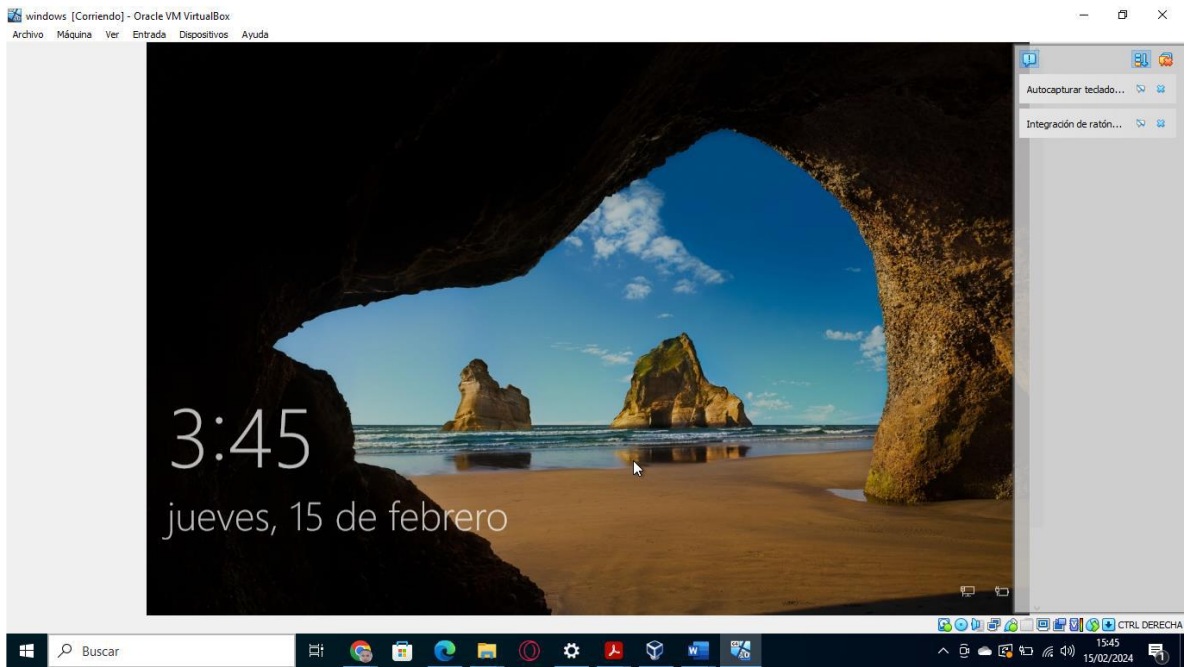 windows [Corriendo] - Oracle VM VirtualBox
Archivo Máquina Ver Entrada Dispositivos Ayuda
Autocapturar teclado...
Integración de ratón...
3:45
jueves, 15 de febrero
CTRL DERECHA
Buscar
15:45
15/02/2024